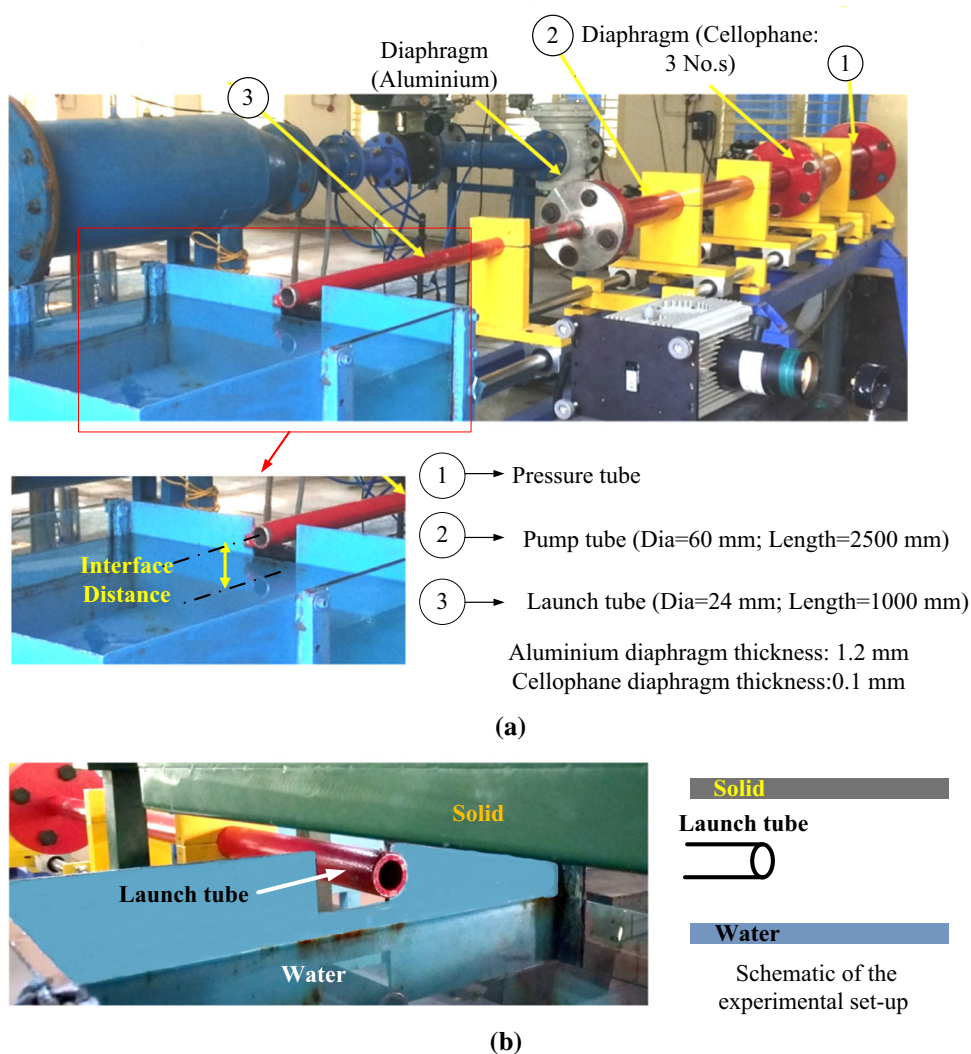 Diaphragm
(Aluminium)
2
Diaphragm (Cellophane:
3 No.s)
1
3
Interface
Distance
1
Pressure tube
2
Pump tube (Dia=60 mm; Length=2500 mm)
3
Launch tube (Dia=24 mm; Length=1000 mm)
Aluminium diaphragm thickness: 1.2 mm
Cellophane diaphragm thickness:0.1 mm
(a)
Solid
Launch tube
Water
Solid
Launch tube
Water
Schematic of the
experimental set-up
(b)